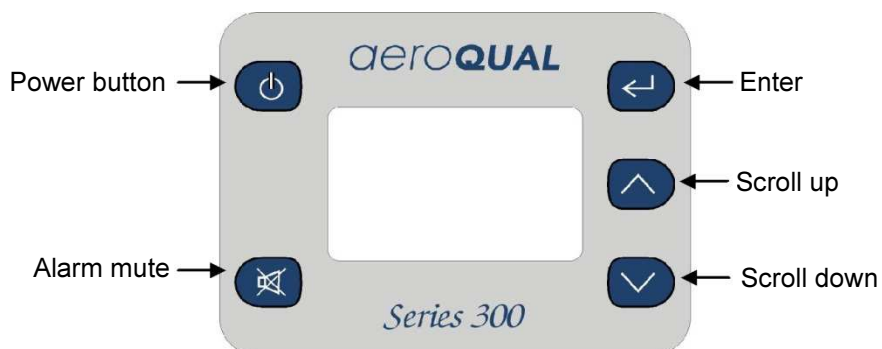 aeroQUAL
Power button
Enter
Scroll up
Alarm mute
Scroll down
Series 300